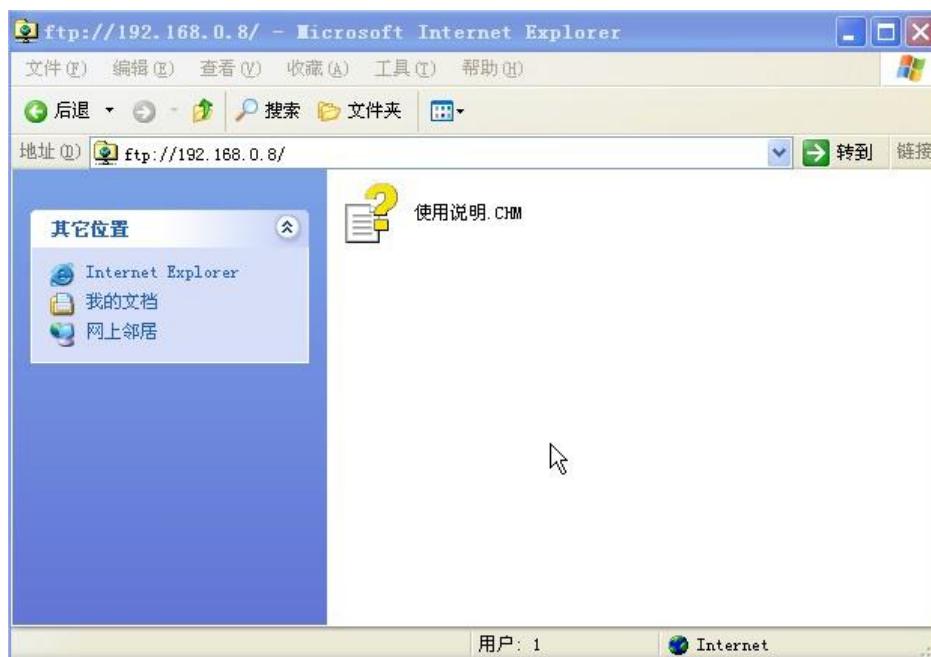 ftp://192.168.0.8/ - Microsoft Internet Explorer
文件(F) 编辑(E) 查看(V) 收藏(A) 工具(T) 帮助(H)
后退 搜索 文件夹
地址(D) ftp://192.168.0.8/ 转到 链接
使用说明.CHM
其它位置
Internet Explorer
我的文档
网上邻居
用户: 1 Internet